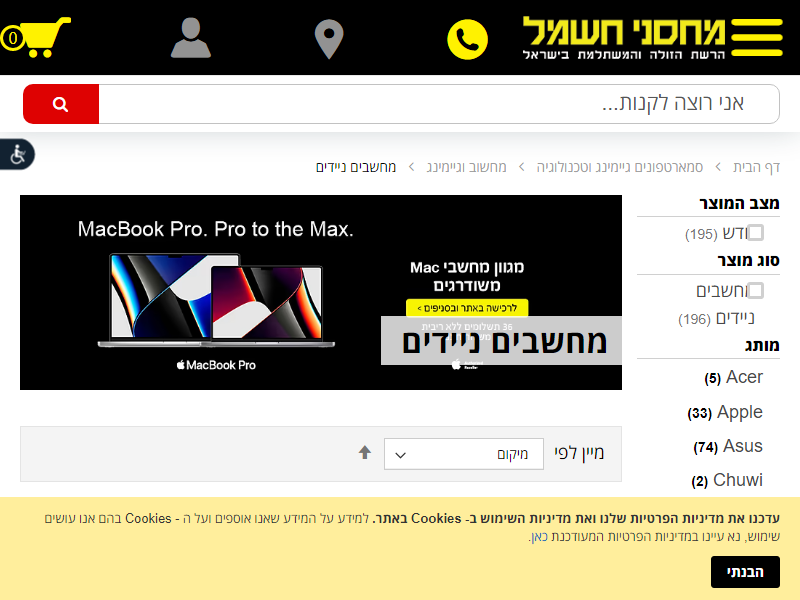 מחסני חשמל
הרשת הזולה והמשתלמת בישראל
0
אני רוצה לקנות...
דף הבית > סמארטפונים גיימינג וטכנולוגיה > מחשוב וגיימינג > מחשבים ניידים
מצב המוצר
(195)
סוג מוצר
מחשבים
ניידים (196)
מותג
Acer (5)
Apple (33)
Asus (74)
Chuwi (2)
MacBook Pro. Pro to the Max.
מגוון מחשבי Mac
משודרגים
לרכישה באתר ובסניפים >
36 תשלומים ללא ריבית
מחשבים ניידים
MacBook Pro
מיין לפי
מיקום
עדכנו את מדיניות הפרטיות שלנו ואת מדיניות השימוש ב- Cookies באתר. למידע על המידע שאנו אוספים ועל ה - Cookies בהם אנו עושים
שימוש, נא עיינו במדיניות הפרטיות המעודכנת כאן.
הבנתי